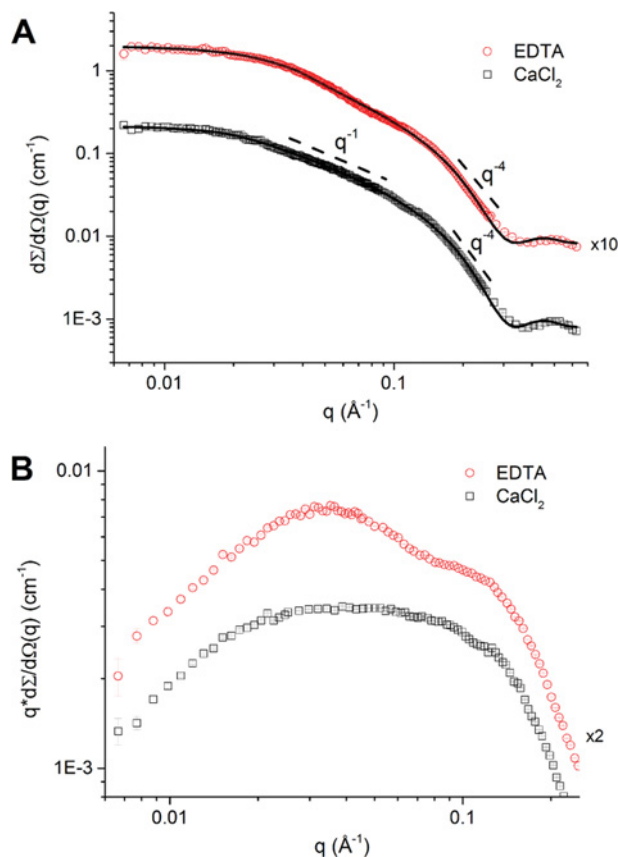 A
EDTA
CaCl₂
1
q⁻¹
q⁻⁴
0.1
dΣ/dΩ(q) (cm⁻¹)
0.01
q⁻⁴
x10
1E-3
0.01
0.1
q (Å⁻¹)
B
0.01
EDTA
CaCl₂
q*dΣ/dΩ(q) (cm⁻¹)
x2
1E-3
0.01
0.1
q (Å⁻¹)